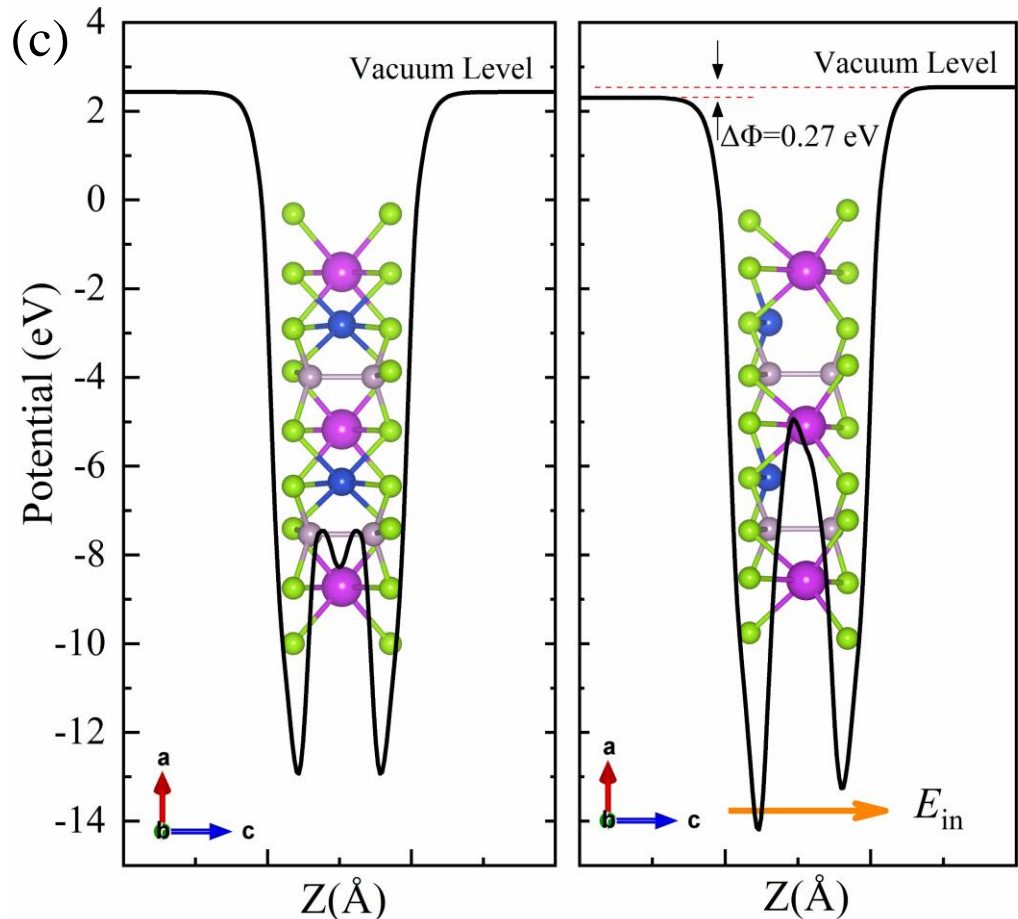 (c)
Potential (eV)
4
2
0
-2
-4
-6
-8
-10
-12
-14
Vacuum Level
a
b
c
Z(Å)
Vacuum Level
ΔΦ=0.27 eV
a
b
c
E_in
Z(Å)